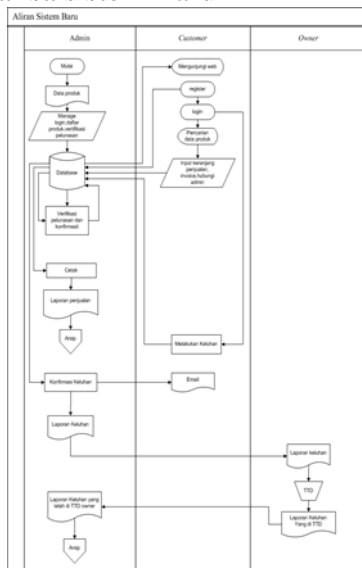 Aliran Sistem Baru
Admin
Customer
Owner
Mulai
Mengunjungi web
Data produk
register
Manage
login,daftar
produk,verifikasi
pelunasan
login
Pencarian
data produk
Database
Input keranjang
penjualan,
invoice,hubungi
admin
Verifikasi
pelunasan dan
konfirmasi
Cetak
Laporan penjualan
Arsip
Melakukan Keluhan
Konfirmasi Keluhan
Email
Laporan Keluhan
Laporan keluhan
TTD
Laporan Keluhan yang
telah di TTD owner
Laporan Keluhan
Yang di TTD
Arsip